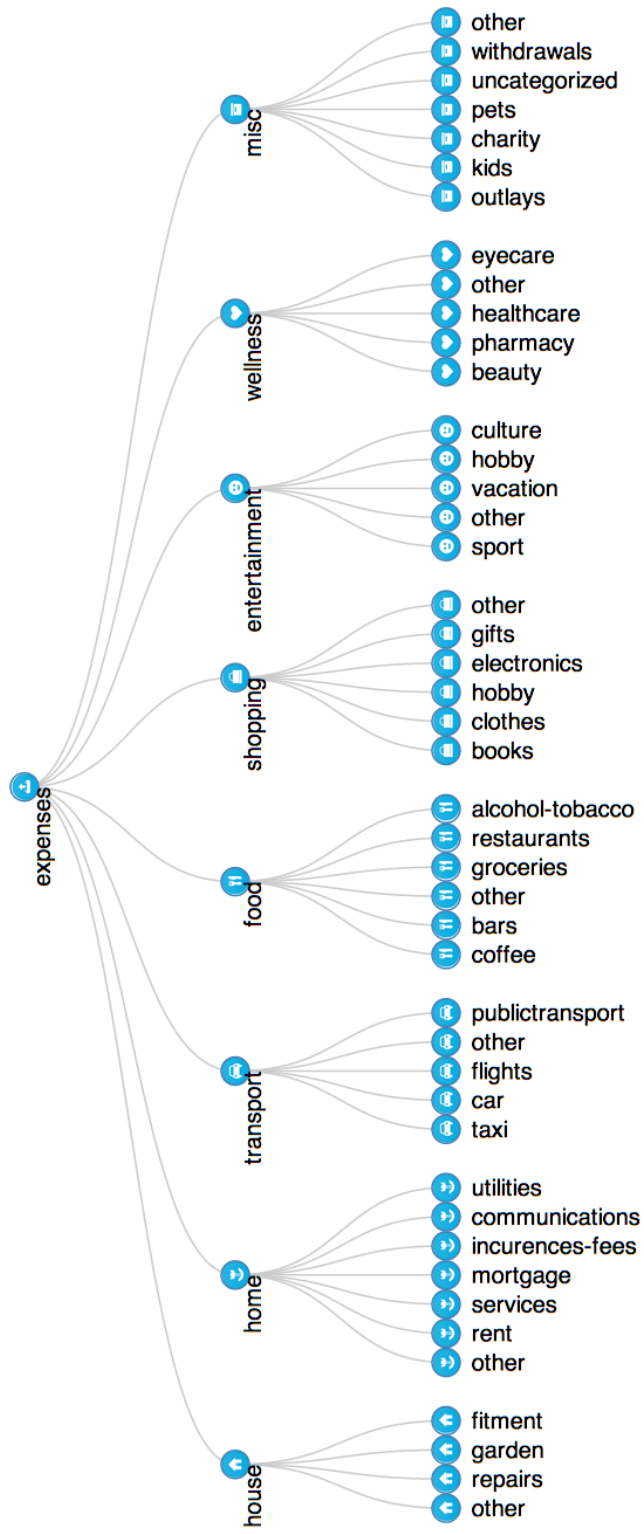 expenses
misc
other
withdrawals
uncategorized
pets
charity
kids
outlays
wellness
eyecare
other
healthcare
pharmacy
beauty
entertainment
culture
hobby
vacation
other
sport
shopping
other
gifts
electronics
hobby
clothes
books
food
alcohol-tobacco
restaurants
groceries
other
bars
coffee
transport
publictransport
other
flights
car
taxi
home
utilities
communications
incurences-fees
mortgage
services
rent
other
house
fitment
garden
repairs
other